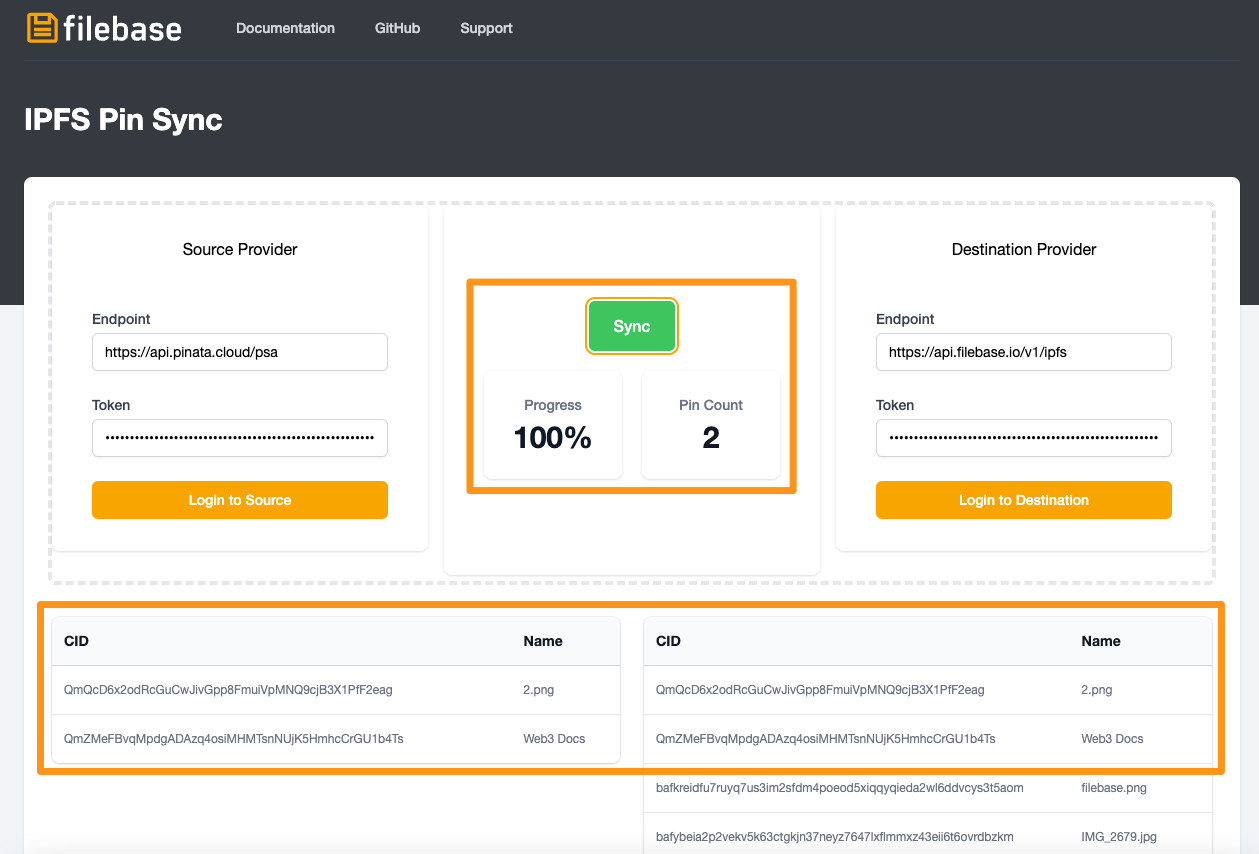 filebase
Documentation
GitHub
Support
IPFS Pin Sync
Source Provider
Endpoint
https://api.pinata.cloud/psa
Token
Login to Source
Sync
Progress
100%
Pin Count
2
Destination Provider
Endpoint
https://api.filebase.io/v1/ipfs
Token
Login to Destination
CID Name
QmQcD6x2odRcGuCwJivGpp8FmuiVpMNQ9cjB3X1PfF2eag 2.png
QmZMeFBvqMpdgADAzq4osiMHMTsnNUjK5HmhcCrGU1b4Ts Web3 Docs
CID Name
QmQcD6x2odRcGuCwJivGpp8FmuiVpMNQ9cjB3X1PfF2eag 2.png
QmZMeFBvqMpdgADAzq4osiMHMTsnNUjK5HmhcCrGU1b4Ts Web3 Docs
bafkreidfu7ruyq7us3im2sfdm4poeod5xiqqyqieda2wl6ddvcys3t5aom filebase.png
bafybeia2p2vekv5k63ctgkjn37neyz7647lxflmmxz43eii6t6ovrdbzkm IMG_2679.jpg